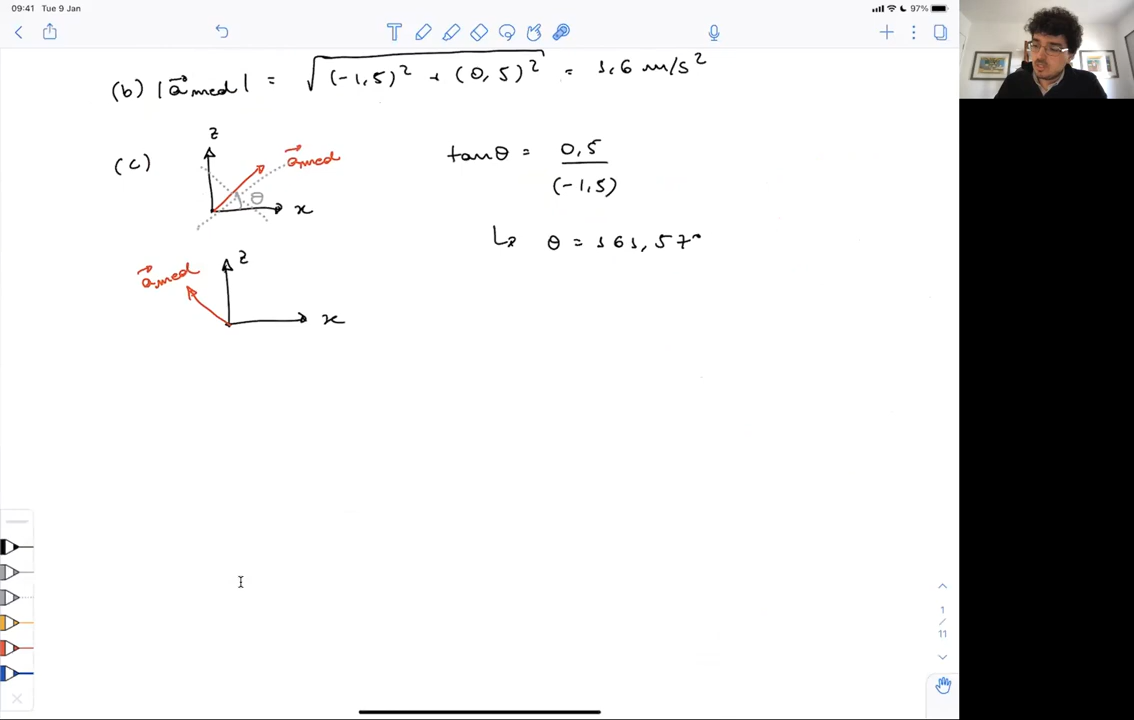 09:41 Tue 9 Jan
97%
(b) |a⃗med| = √((-1,5)² + (0,5)²) = 1,6 m/s²
(c)
z
a⃗med
θ
x
tanθ = 0,5 / (-1,5)
↳ θ = 161,57°
z
a⃗med
x
1
/
11